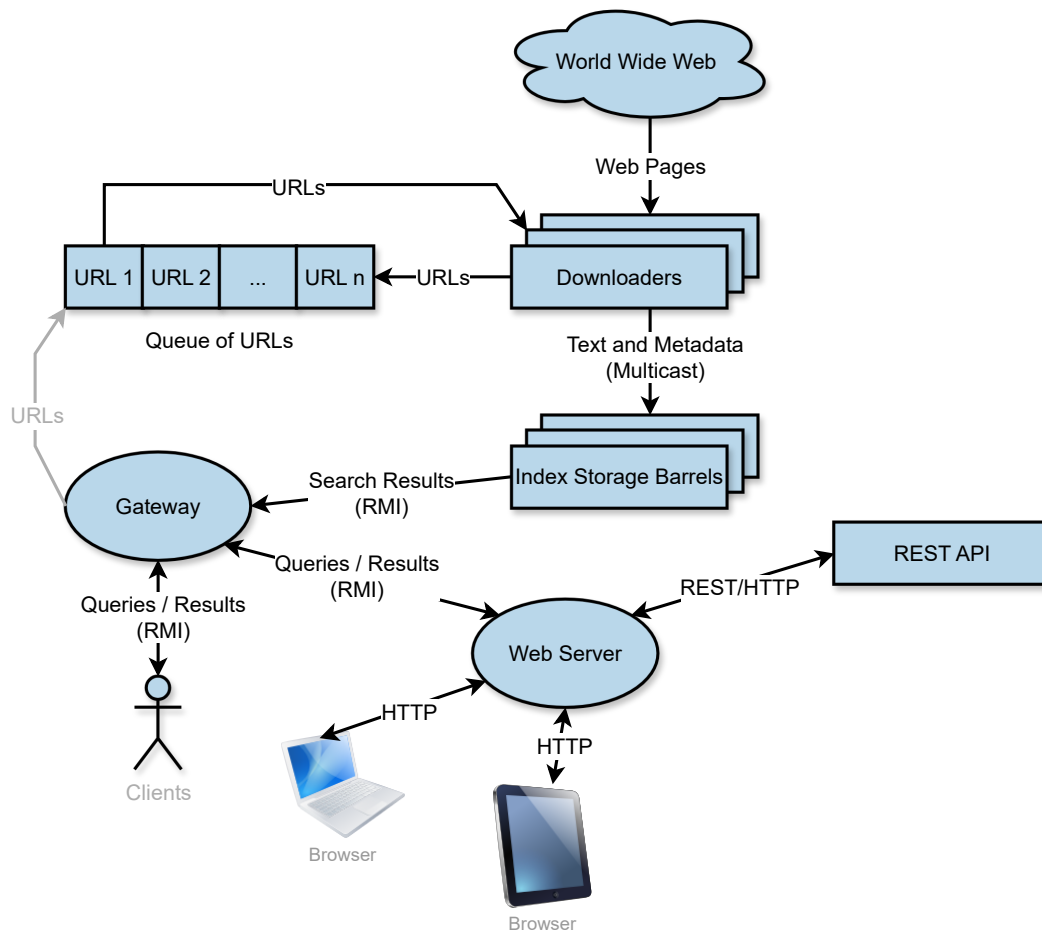 World Wide Web
Web Pages
URLs
URL 1
URL 2
...
URL n
URLs
Downloaders
Queue of URLs
Text and Metadata
(Multicast)
URLs
Index Storage Barrels
Search Results
(RMI)
Gateway
Queries / Results
(RMI)
REST API
REST/HTTP
Queries / Results
(RMI)
Web Server
HTTP
HTTP
Clients
Browser
Browser